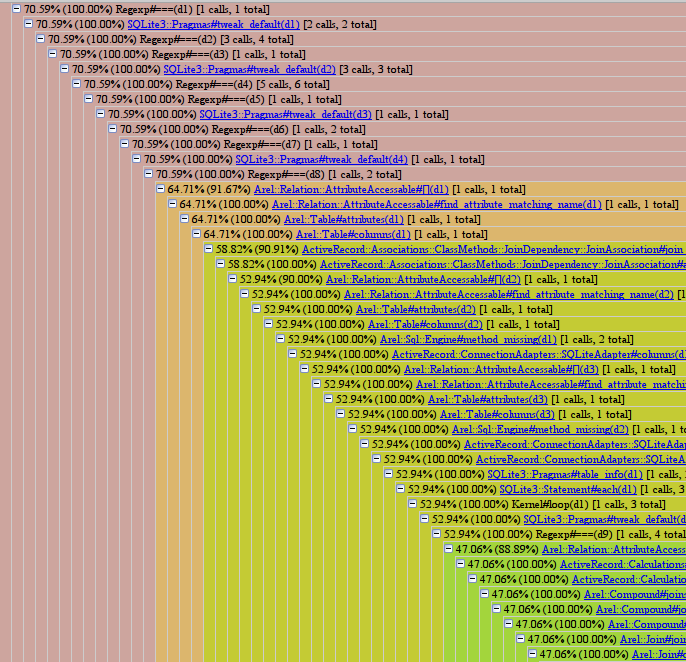 70.59% (100.00%) Regexp#===(d1) [1 calls, 1 total]
70.59% (100.00%) SQLite3::Pragmas#tweak_default(d1) [2 calls, 2 total]
70.59% (100.00%) Regexp#===(d2) [3 calls, 4 total]
70.59% (100.00%) Regexp#===(d3) [1 calls, 1 total]
70.59% (100.00%) SQLite3::Pragmas#tweak_default(d2) [3 calls, 3 total]
70.59% (100.00%) Regexp#===(d4) [5 calls, 6 total]
70.59% (100.00%) Regexp#===(d5) [1 calls, 1 total]
70.59% (100.00%) SQLite3::Pragmas#tweak_default(d3) [1 calls, 1 total]
70.59% (100.00%) Regexp#===(d6) [1 calls, 2 total]
70.59% (100.00%) Regexp#===(d7) [1 calls, 1 total]
70.59% (100.00%) SQLite3::Pragmas#tweak_default(d4) [1 calls, 1 total]
70.59% (100.00%) Regexp#===(d8) [1 calls, 2 total]
64.71% (91.67%) Arel::Relation::AttributeAccessable#[](d1) [1 calls, 1 total]
64.71% (100.00%) Arel::Relation::AttributeAccessable#find_attribute_matching_name(d1) [1 calls, 1 total]
64.71% (100.00%) Arel::Table#attributes(d1) [1 calls, 1 total]
64.71% (100.00%) Arel::Table#columns(d1) [1 calls, 1 total]
58.82% (90.91%) ActiveRecord::Associations::ClassMethods::JoinDependency::JoinAssociation#join_
58.82% (100.00%) ActiveRecord::Associations::ClassMethods::JoinDependency::JoinAssociation#a
52.94% (90.00%) Arel::Relation::AttributeAccessable#[](d2) [1 calls, 1 total]
52.94% (100.00%) Arel::Relation::AttributeAccessable#find_attribute_matching_name(d2) [1
52.94% (100.00%) Arel::Table#attributes(d2) [1 calls, 1 total]
52.94% (100.00%) Arel::Table#columns(d2) [1 calls, 1 total]
52.94% (100.00%) Arel::Sql::Engine#method_missing(d1) [1 calls, 2 total]
52.94% (100.00%) ActiveRecord::ConnectionAdapters::SQLiteAdapter#columns(d1
52.94% (100.00%) Arel::Relation::AttributeAccessable#[](d3) [1 calls, 1 total]
52.94% (100.00%) Arel::Relation::AttributeAccessable#find_attribute_matchi
52.94% (100.00%) Arel::Table#attributes(d3) [1 calls, 1 total]
52.94% (100.00%) Arel::Table#columns(d3) [1 calls, 1 total]
52.94% (100.00%) Arel::Sql::Engine#method_missing(d2) [1 calls, 1 to
52.94% (100.00%) ActiveRecord::ConnectionAdapters::SQLiteAdap
52.94% (100.00%) ActiveRecord::ConnectionAdapters::SQLiteA
52.94% (100.00%) SQLite3::Pragmas#table_info(d1) [1 calls,
52.94% (100.00%) SQLite3::Statement#each(d1) [1 calls, 3
52.94% (100.00%) Kernel#loop(d1) [1 calls, 3 total]
52.94% (100.00%) SQLite3::Pragmas#tweak_default(d
52.94% (100.00%) Regexp#===(d9) [1 calls, 4 total
47.06% (88.89%) Arel::Relation::AttributeAccess
47.06% (100.00%) ActiveRecord::Calculations
47.06% (100.00%) ActiveRecord::Calculatio
47.06% (100.00%) Arel::Compound#joins
47.06% (100.00%) Arel::Compound#jo
47.06% (100.00%) Arel::Compound#
47.06% (100.00%) Arel::Join#joi
47.06% (100.00%) Arel::Join#